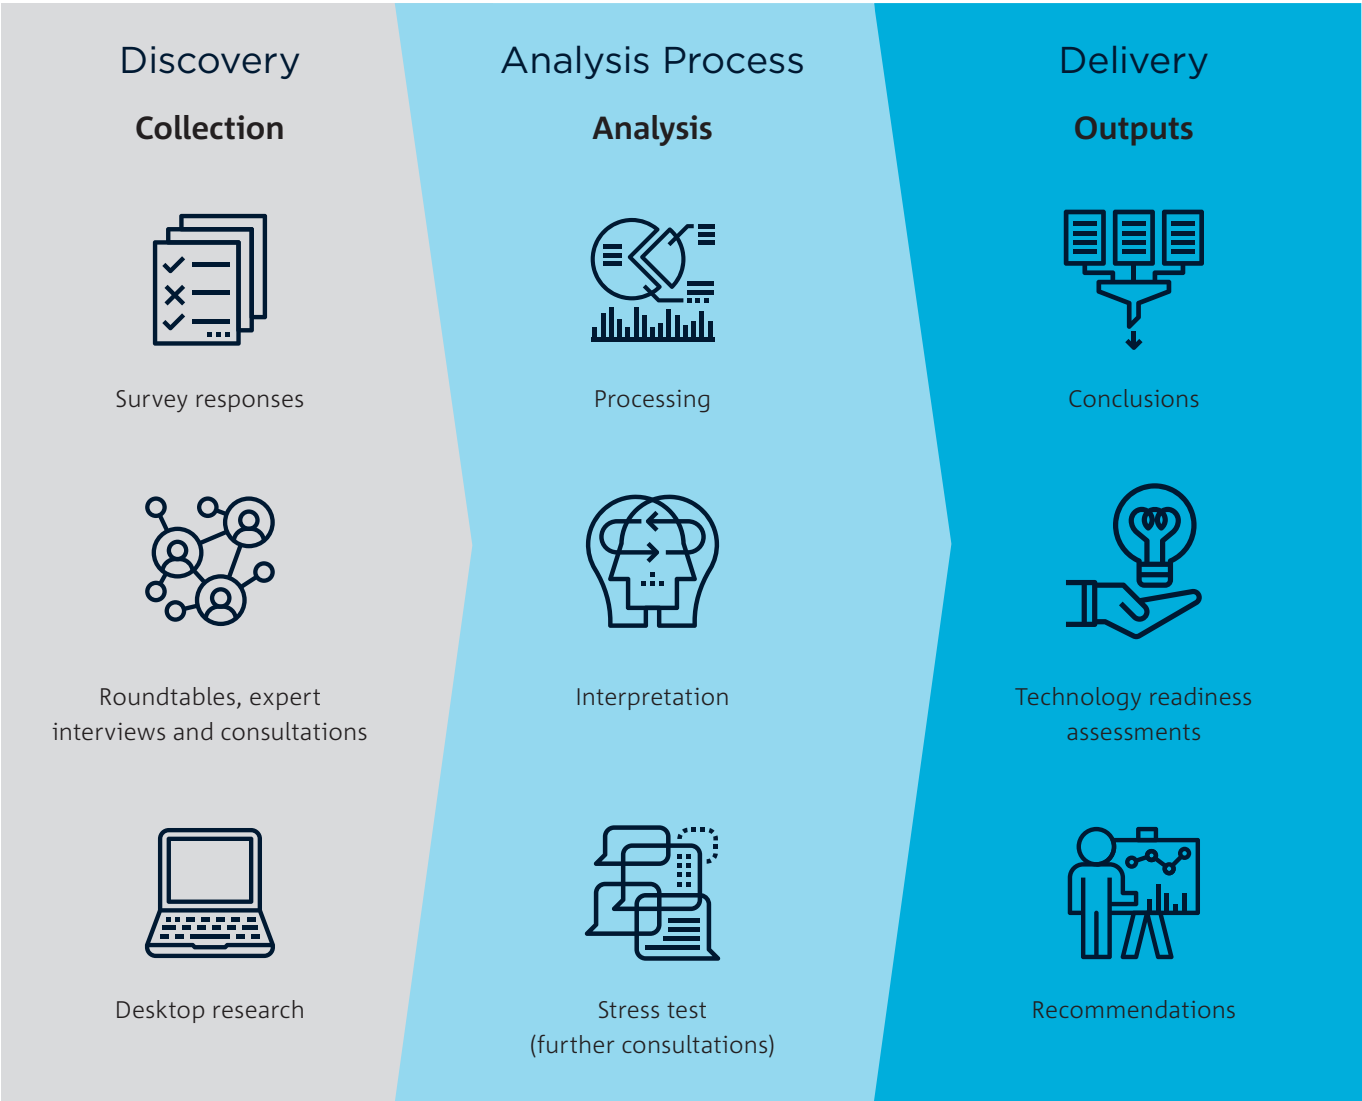 Discovery
Collection
Survey responses
Roundtables, expert
interviews and consultations
Desktop research
Analysis Process
Analysis
Processing
Interpretation
Stress test
(further consultations)
Delivery
Outputs
Conclusions
Technology readiness
assessments
Recommendations